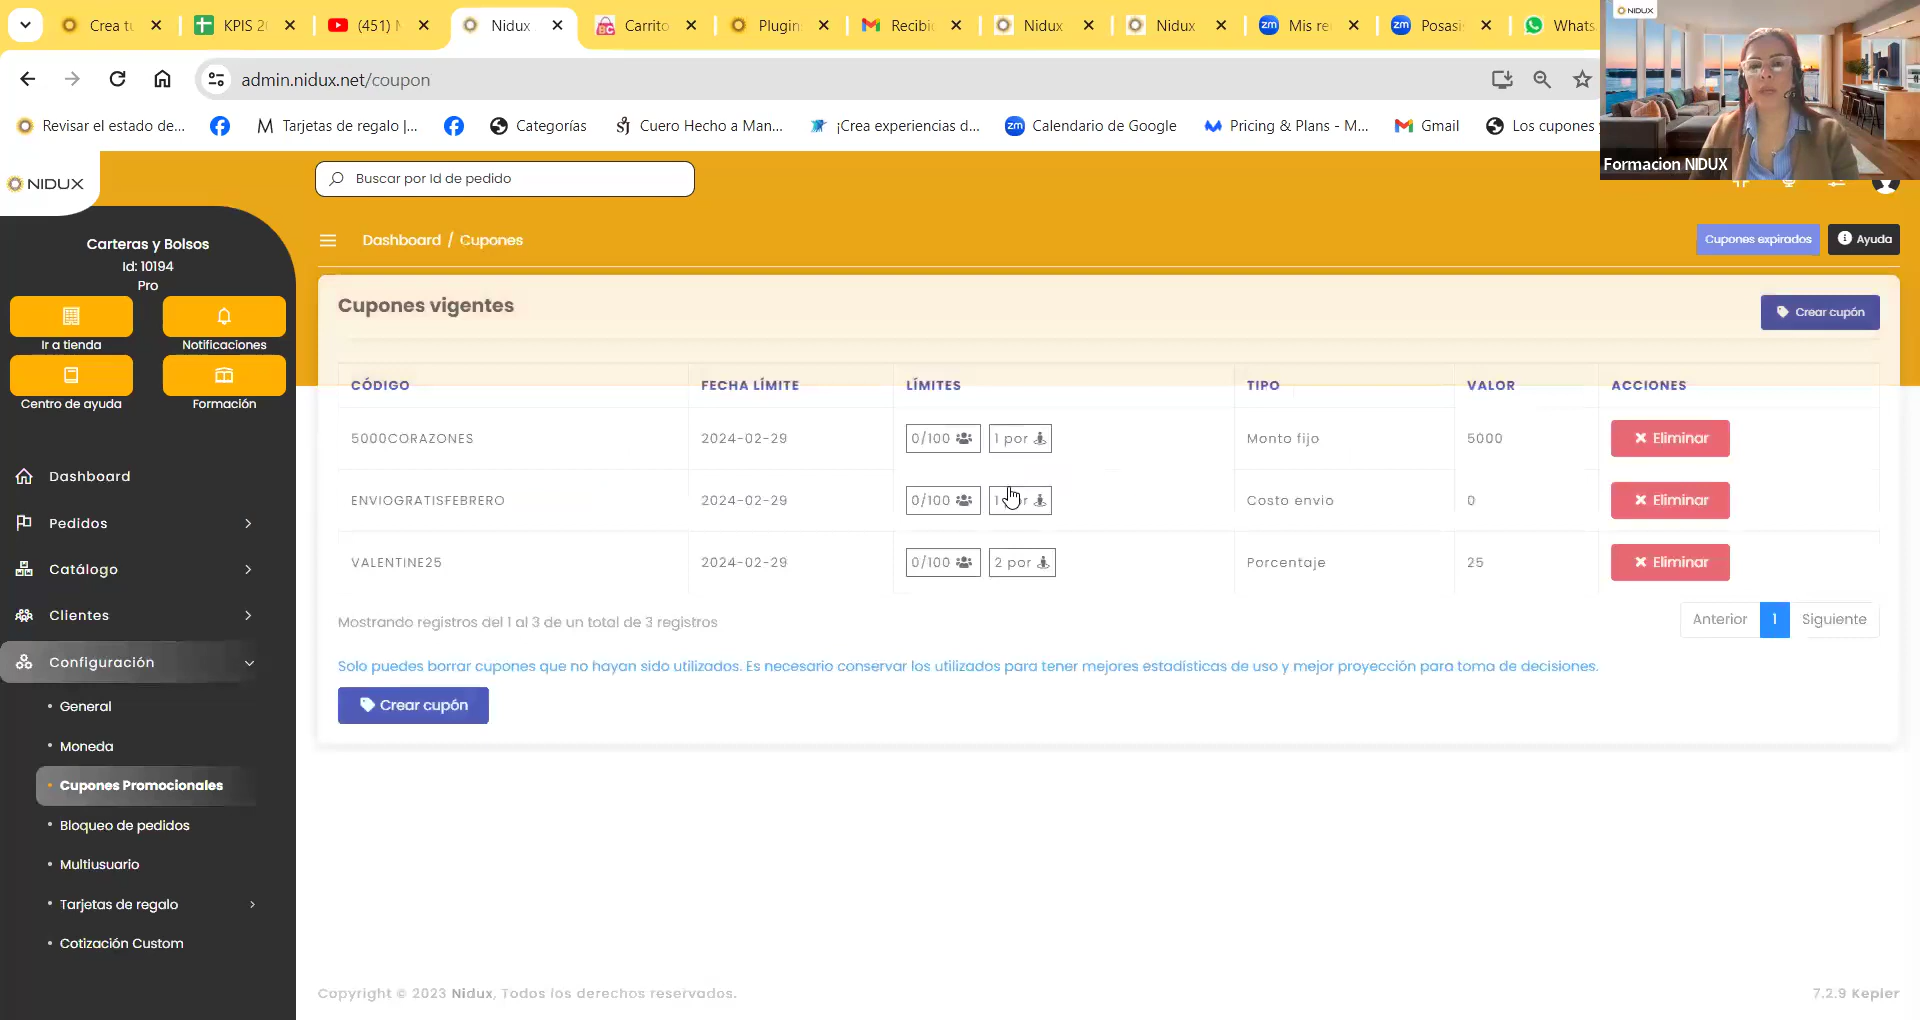 Crea tu
KPIS 2
(451)
Nidux
Carrito
Plugin
Recibi
Nidux
Nidux
Mis re
Posasi
Whats
NIDUX
admin.nidux.net/coupon
Revisar el estado de...
Tarjetas de regalo |...
Categorías
Cuero Hecho a Man...
¡Crea experiencias d...
Calendario de Google
Pricing & Plans - M...
Gmail
Los cupones
Formacion NIDUX
NIDUX
Buscar por Id de pedido
Carteras y Bolsos
Id: 10194
Pro
Ir a tienda
Notificaciones
Centro de ayuda
Formación
Dashboard
Pedidos
Catálogo
Clientes
Configuración
General
Moneda
Cupones Promocionales
Bloqueo de pedidos
Multiusuario
Tarjetas de regalo
Cotización Custom
Dashboard / Cupones
Cupones expirados
Ayuda
Cupones vigentes
Crear cupón
CÓDIGO FECHA LÍMITE LÍMITES TIPO VALOR ACCIONES
5000CORAZONES 2024-02-29 0/100 1 por Monto fijo 5000 Eliminar
ENVIOGRATISFEBRERO 2024-02-29 0/100 Costo envio 0 Eliminar
VALENTINE25 2024-02-29 0/100 2 por Porcentaje 25 Eliminar
Mostrando registros del 1 al 3 de un total de 3 registros
Anterior 1 Siguiente
Solo puedes borrar cupones que no hayan sido utilizados. Es necesario conservar los utilizados para tener mejores estadísticas de uso y mejor proyección para toma de decisiones.
Crear cupón
Copyright © 2023 Nidux, Todos los derechos reservados.
7.2.9 Kepler